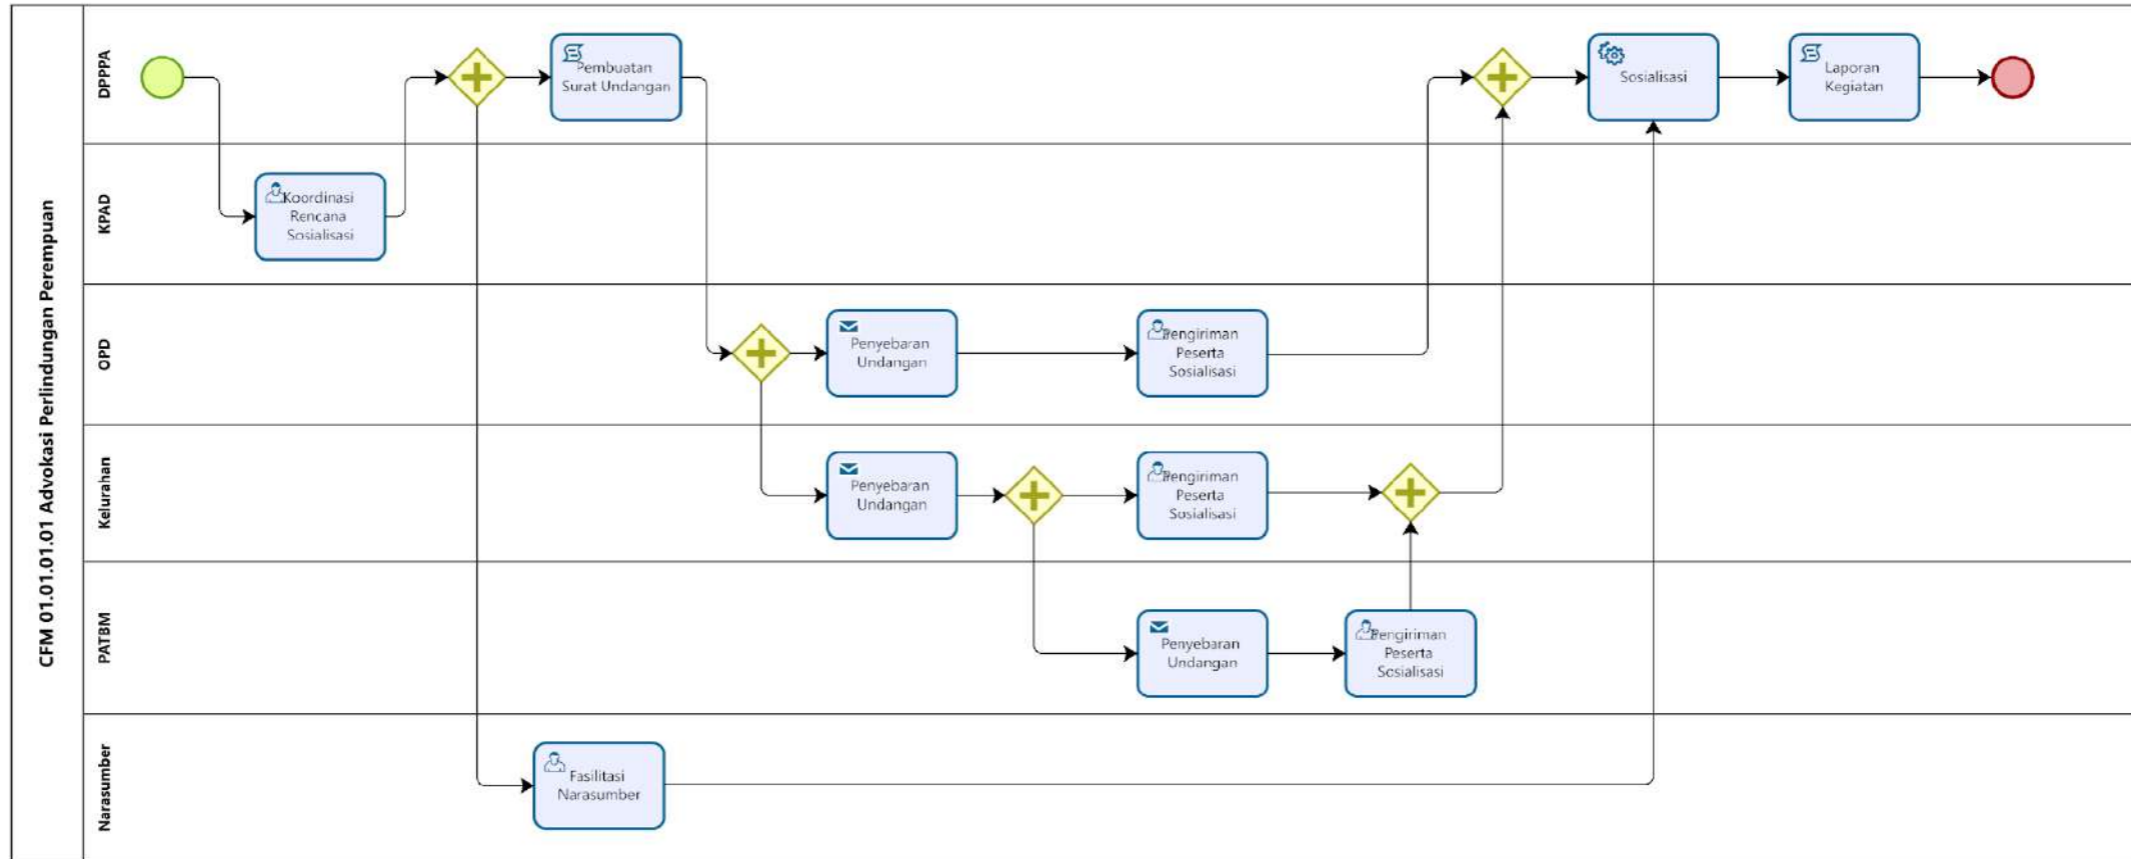 CFM 01.01.01.01 Advokasi Perlindungan Perempuan
DPPPA
Pembuatan
Surat Undangan
Sosialisasi
Laporan
Kegiatan
KPAD
Koordinasi
Rencana
Sosialisasi
OPD
Penyebaran
Undangan
Pengiriman
Peserta
Sosialisasi
Kelurahan
Penyebaran
Undangan
Pengiriman
Peserta
Sosialisasi
PATBM
Penyebaran
Undangan
Pengiriman
Peserta
Sosialisasi
Narasumber
Fasilitasi
Narasumber